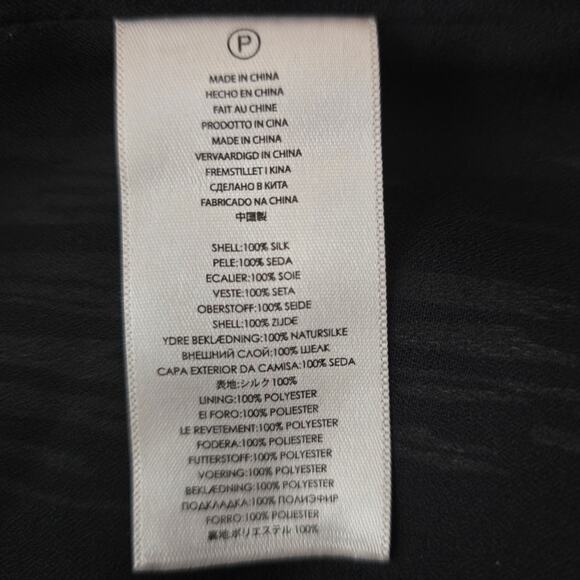 P
MADE IN CHINA
HECHO EN CHINA
FAIT AU CHINE
PRODOTTO IN CINA
MADE IN CHINA
VERVAARDIGD IN CHINA
FREMSTILLET I KINA
СДЕЛАНО В КИТА
FABRICADO NA CHINA
中國製
SHELL:100% SILK
PELE:100% SEDA
ECALIER:100% SOIE
VESTE:100% SETA
OBERSTOFF:100% SEIDE
SHELL:100% ZIJDE
YDRE BEKLÆDNING:100% NATURSILKE
ВНЕШНИЙ СЛОЙ:100% ШЕЛК
CAPA EXTERIOR DA CAMISA:100% SEDA
表地:シルク100%
LINING:100% POLYESTER
EI FORO:100% POLIESTER
LE REVETEMENT:100% POLYESTER
FODERA:100% POLIESTERE
FUTTERSTOFF:100% POLYESTER
VOERING:100% POLYESTER
BEKLÆDNING:100% POLYESTER
ПОДКЛАДКА:100% ПОЛИЭФИР
FORRO:100% POLIESTER
裏地:ポリエステル 100%